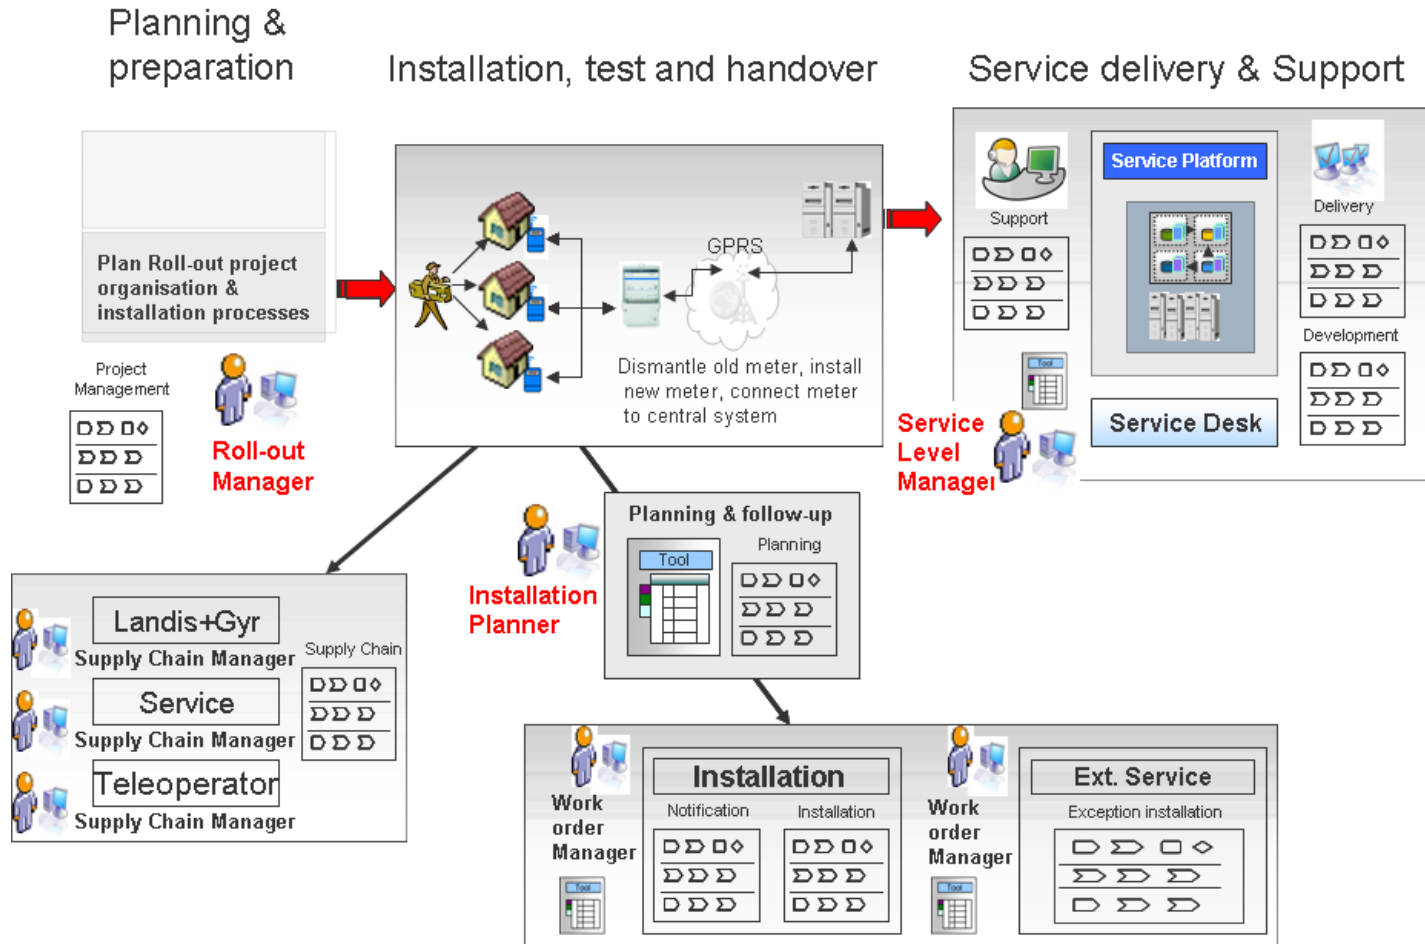 Planning &
preparation
Installation, test and handover
Service delivery & Support
Plan Roll-out project
organisation &
installation processes
Project
Management
Roll-out
Manager
GPRS
Dismantle old meter, install
new meter, connect meter
to central system
Support
Service Platform
Delivery
Development
Tool
Service
Level
Manager
Service Desk
Installation
Planner
Planning & follow-up
Planning
Tool
Landis+Gyr
Supply Chain Manager
Supply Chain
Service
Supply Chain Manager
Teleoperator
Supply Chain Manager
Work
order
Manager
Tool
Installation
Notification
Installation
Work
order
Manager
Tool
Ext. Service
Exception installation